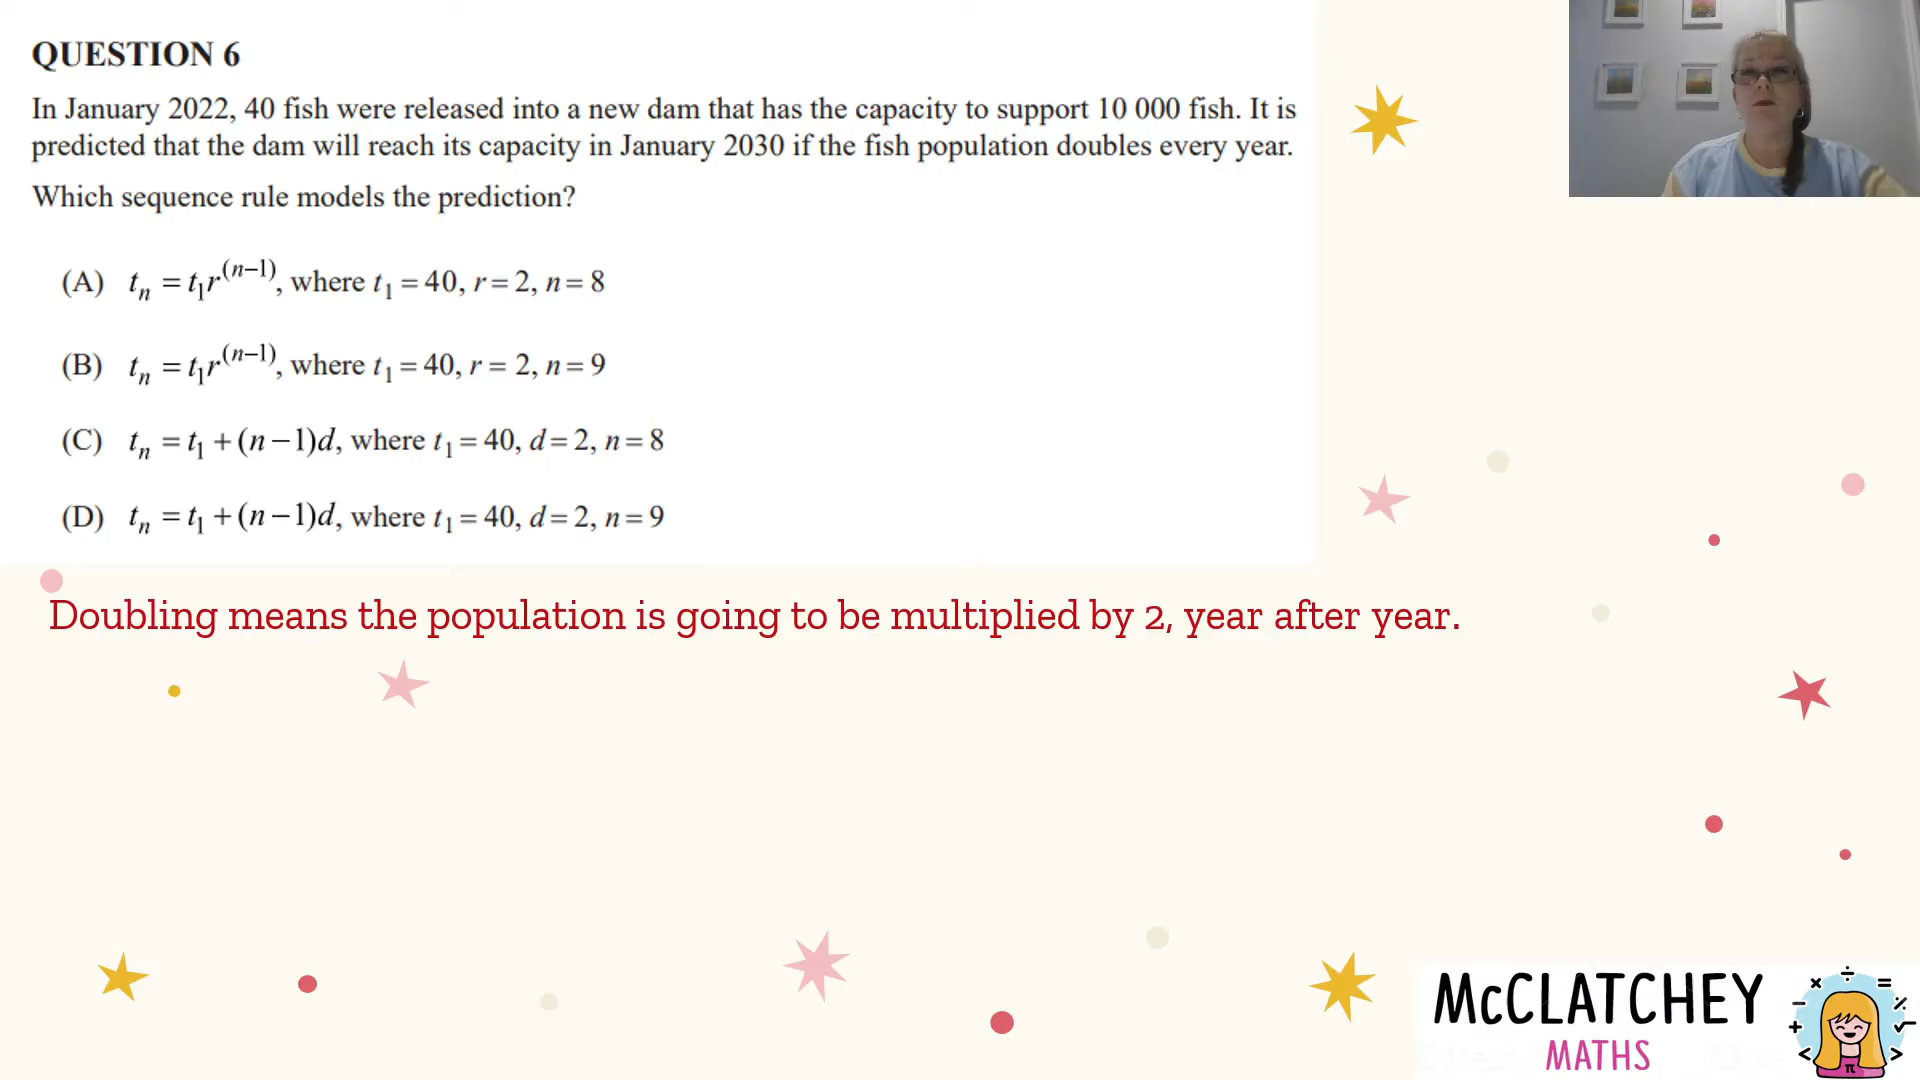 QUESTION 6
In January 2022, 40 fish were released into a new dam that has the capacity to support 10 000 fish. It is
predicted that the dam will reach its capacity in January 2030 if the fish population doubles every year.
Which sequence rule models the prediction?
(A) tₙ = t₁r⁽ⁿ⁻¹⁾, where t₁ = 40, r = 2, n = 8
(B) tₙ = t₁r⁽ⁿ⁻¹⁾, where t₁ = 40, r = 2, n = 9
(C) tₙ = t₁ + (n − 1)d, where t₁ = 40, d = 2, n = 8
(D) tₙ = t₁ + (n − 1)d, where t₁ = 40, d = 2, n = 9
Doubling means the population is going to be multiplied by 2, year after year.
McCLATCHEY
MATHS
× ÷ =
− %
+ √
< π >